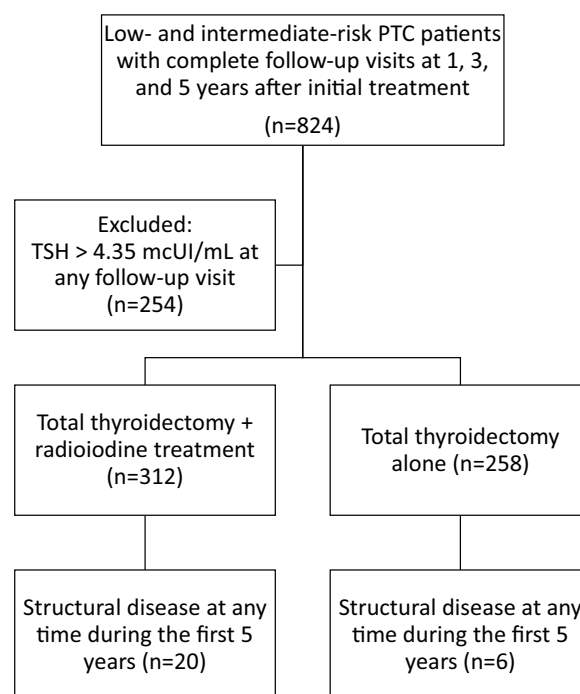 Low- and intermediate-risk PTC patients
with complete follow-up visits at 1, 3,
and 5 years after initial treatment
(n=824)
Excluded:
TSH > 4.35 mcUI/mL at
any follow-up visit
(n=254)
Total thyroidectomy +
radioiodine treatment
(n=312)
Total thyroidectomy
alone (n=258)
Structural disease at any
time during the first 5
years (n=20)
Structural disease at any
time during the first 5
years (n=6)